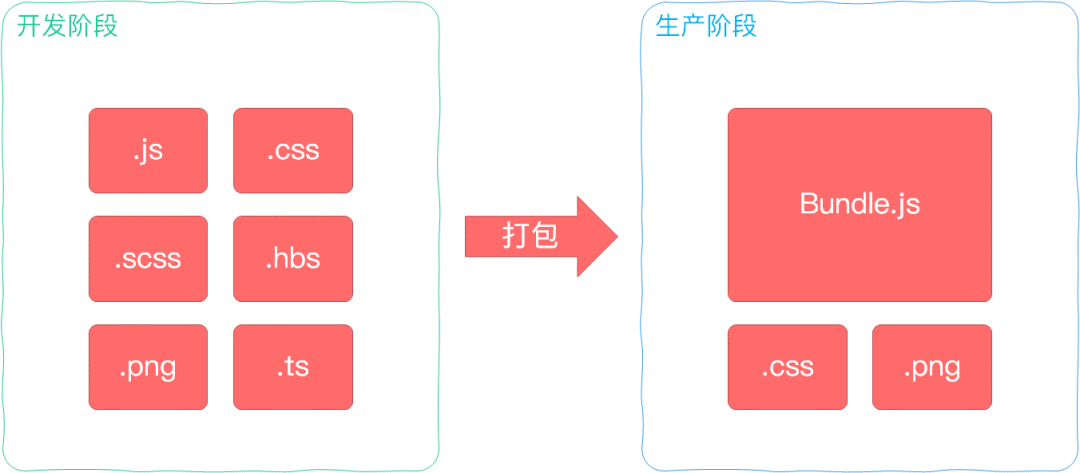 开发阶段
.js
.css
.scss
.hbs
.png
.ts
打包
生产阶段
Bundle.js
.css
.png